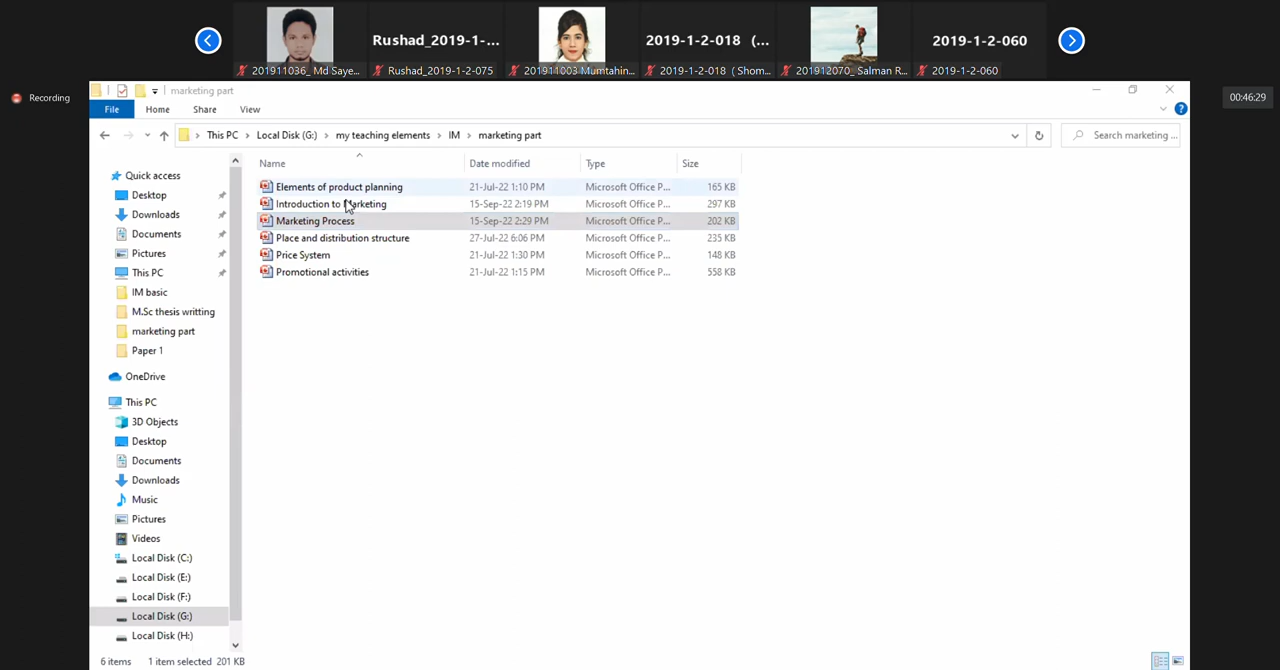 Rushad_2019-1-...
2019-1-2-018 (...
2019-1-2-060
201911036_ Md Saye...
Rushad_2019-1-2-075
201911003 Mumtahin...
2019-1-2-018 ( Shom...
201912070_ Salman R...
2019-1-2-060
Recording
00:46:29
marketing part
File Home Share View
This PC > Local Disk (G:) > my teaching elements > IM > marketing part
Search marketing ...
Name Date modified Type Size
Elements of product planning 21-Jul-22 1:10 PM Microsoft Office P... 165 KB
Introduction to Marketing 15-Sep-22 2:19 PM Microsoft Office P... 297 KB
Marketing Process 15-Sep-22 2:29 PM Microsoft Office P... 202 KB
Place and distribution structure 27-Jul-22 6:06 PM Microsoft Office P... 235 KB
Price System 21-Jul-22 1:30 PM Microsoft Office P... 148 KB
Promotional activities 21-Jul-22 1:15 PM Microsoft Office P... 558 KB
Quick access
Desktop
Downloads
Documents
Pictures
This PC
IM basic
M.Sc thesis writting
marketing part
Paper 1
OneDrive
This PC
3D Objects
Desktop
Documents
Downloads
Music
Pictures
Videos
Local Disk (C:)
Local Disk (E:)
Local Disk (F:)
Local Disk (G:)
Local Disk (H:)
6 items 1 item selected 201 KB